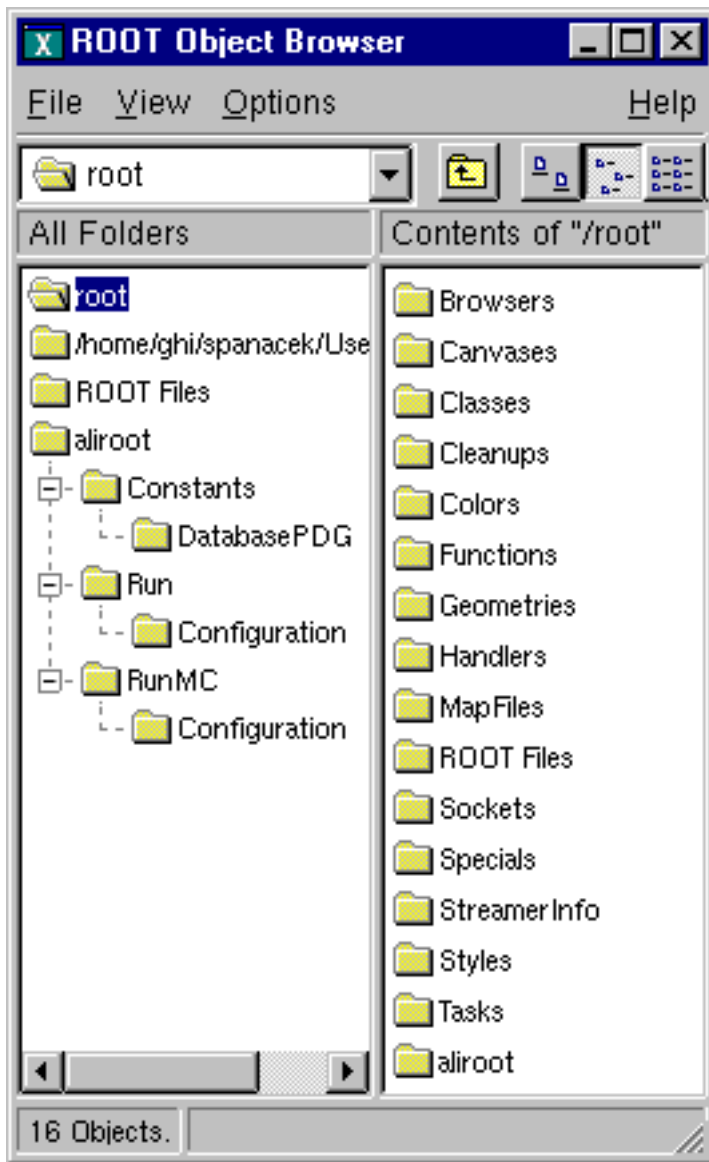 ROOT Object Browser
File View Options Help
root
All Folders
Contents of "/root"
root
/home/ghi/spanacek/Use
ROOT Files
aliroot
Constants
DatabasePDG
Run
Configuration
RunMC
Configuration
Browsers
Canvases
Classes
Cleanups
Colors
Functions
Geometries
Handlers
MapFiles
ROOT Files
Sockets
Specials
StreamerInfo
Styles
Tasks
aliroot
16 Objects.